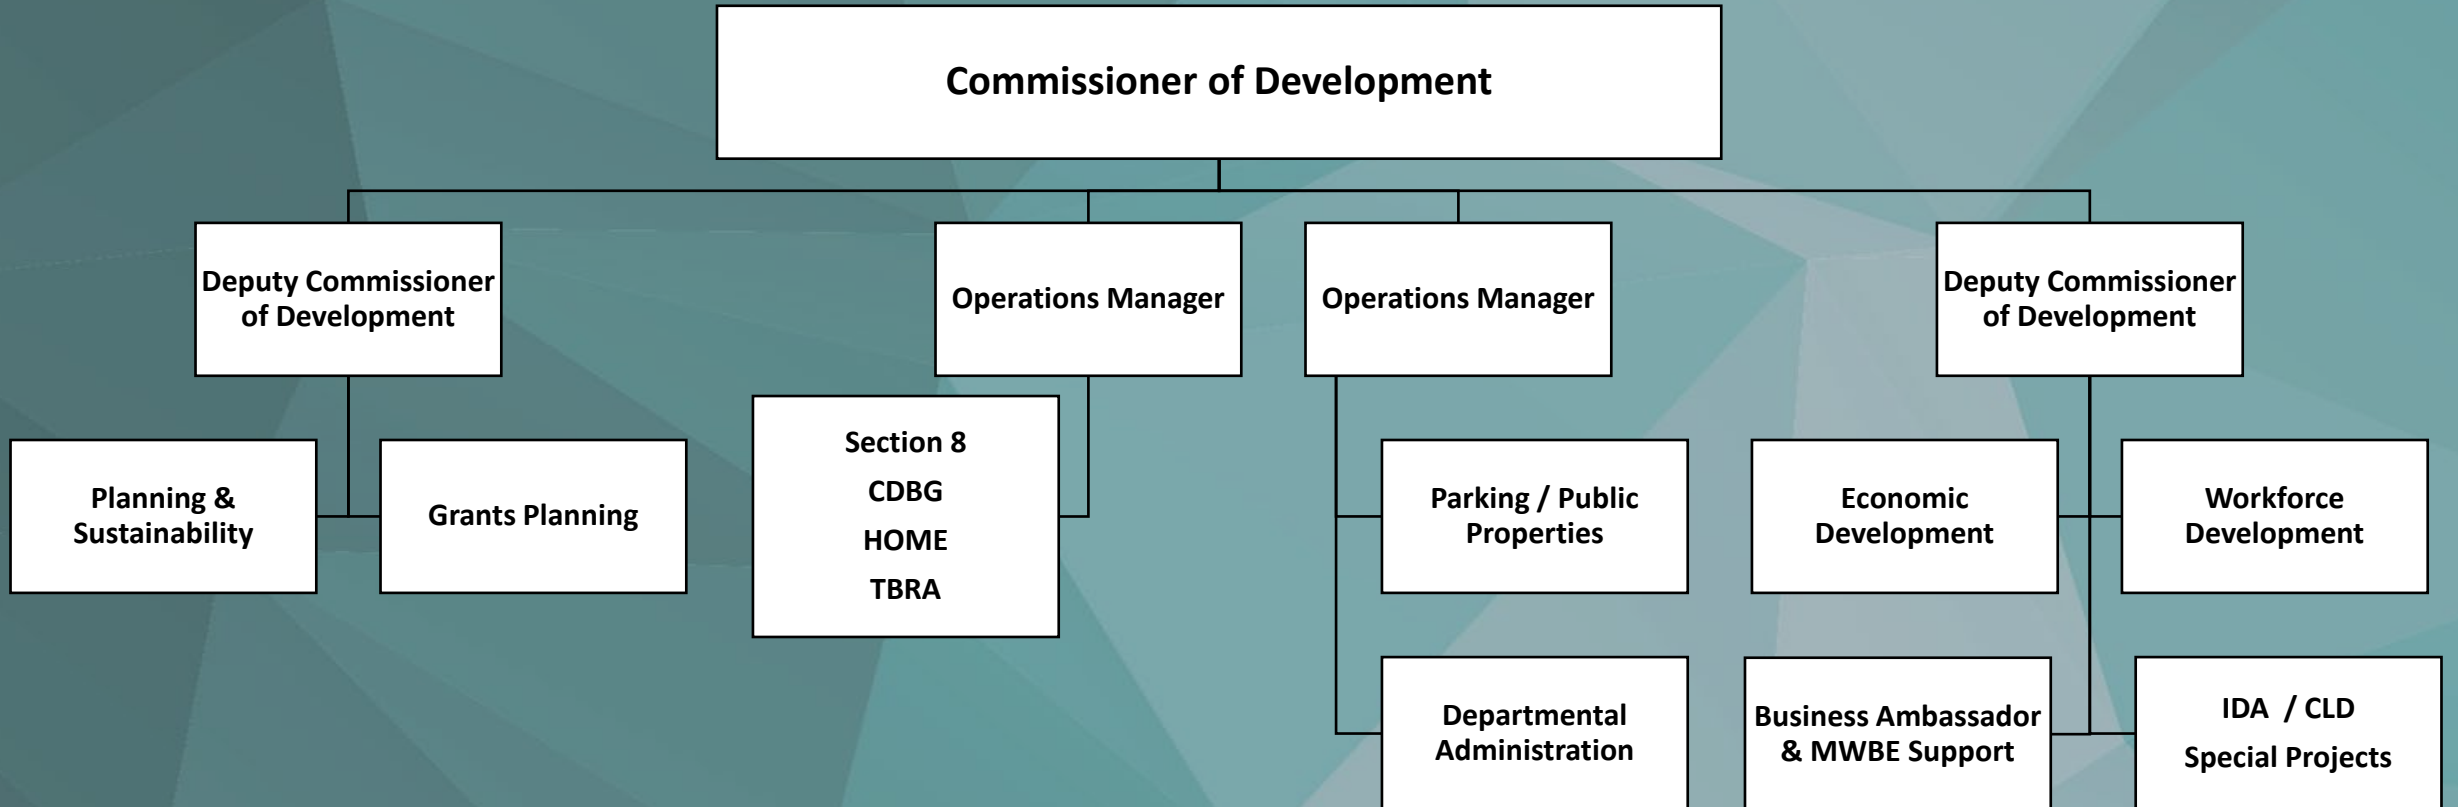 Commissioner of Development
Deputy Commissioner
of Development
Operations Manager
Operations Manager
Deputy Commissioner
of Development
Planning &
Sustainability
Grants Planning
Section 8
CDBG
HOME
TBRA
Parking / Public
Properties
Economic
Development
Workforce
Development
Departmental
Administration
Business Ambassador
& MWBE Support
IDA / CLD
Special Projects